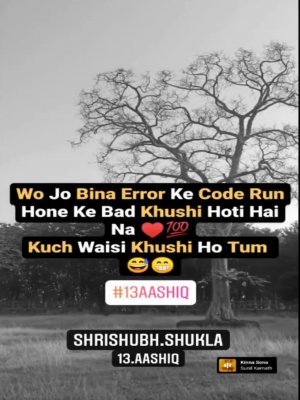 Wo Jo Bina Error Ke Code Run
Hone Ke Bad Khushi Hoti Hai
Na ❤️💯
Kuch Waisi Khushi Ho Tum
😅😁
#13AASHIQ
SHRISHUBH.SHUKLA
13.AASHIQ
Kinna Sona
Sunil Kamath